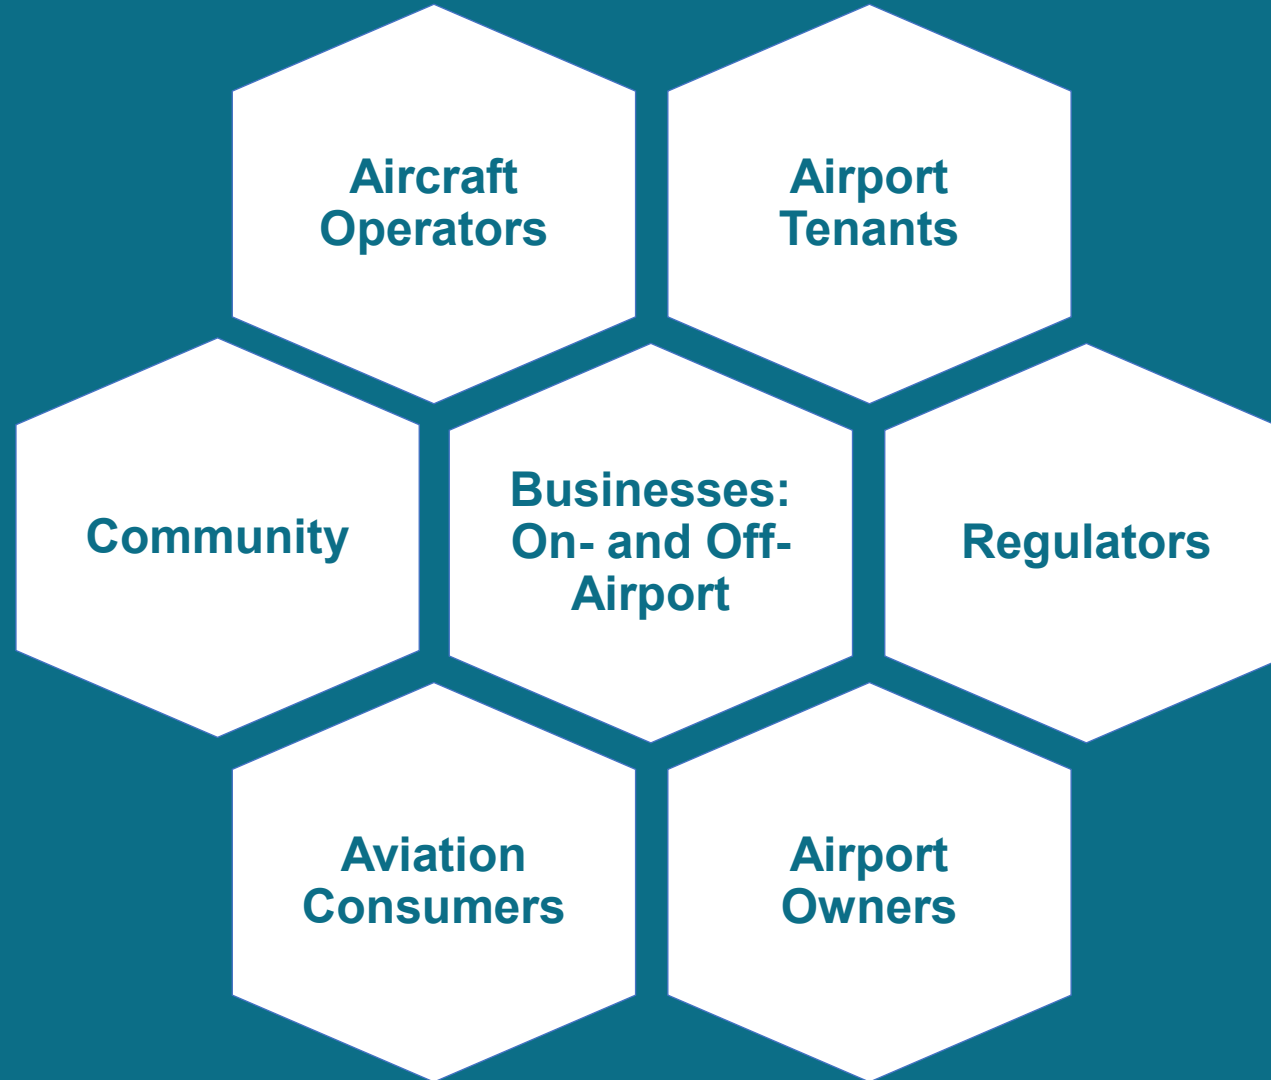 Aircraft
Operators
Airport
Tenants
Community
Businesses:
On- and Off-
Airport
Regulators
Aviation
Consumers
Airport
Owners